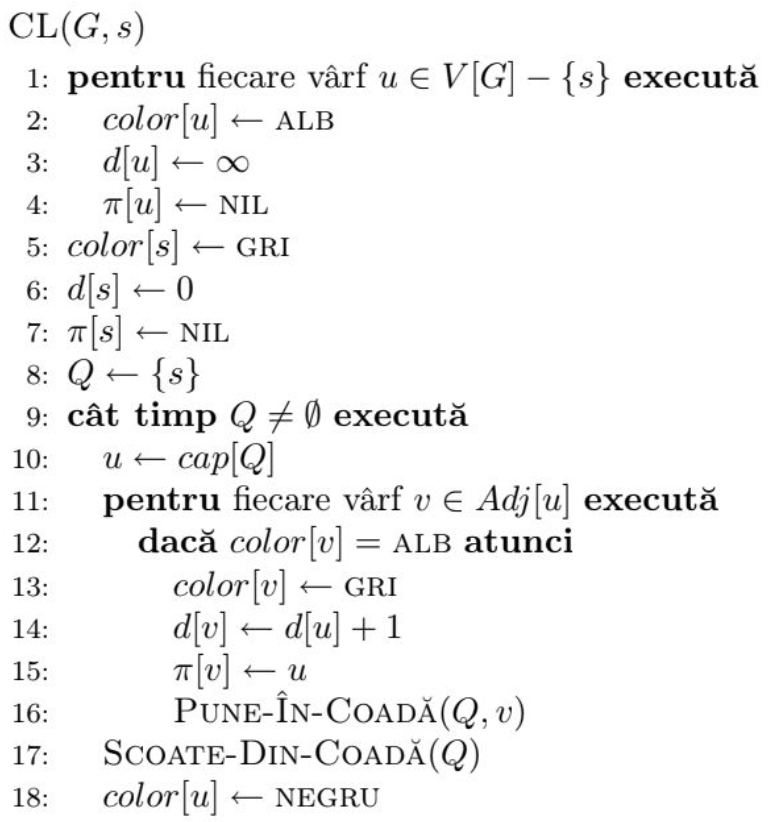 CL(G, s)
1: pentru fiecare vârf u ∈ V[G] − {s} execută
2: color[u] ← ALB
3: d[u] ← ∞
4: π[u] ← NIL
5: color[s] ← GRI
6: d[s] ← 0
7: π[s] ← NIL
8: Q ← {s}
9: cât timp Q ≠ ∅ execută
10: u ← cap[Q]
11: pentru fiecare vârf v ∈ Adj[u] execută
12: dacă color[v] = ALB atunci
13: color[v] ← GRI
14: d[v] ← d[u] + 1
15: π[v] ← u
16: PUNE-ÎN-COADĂ(Q, v)
17: SCOATE-DIN-COADĂ(Q)
18: color[u] ← NEGRU